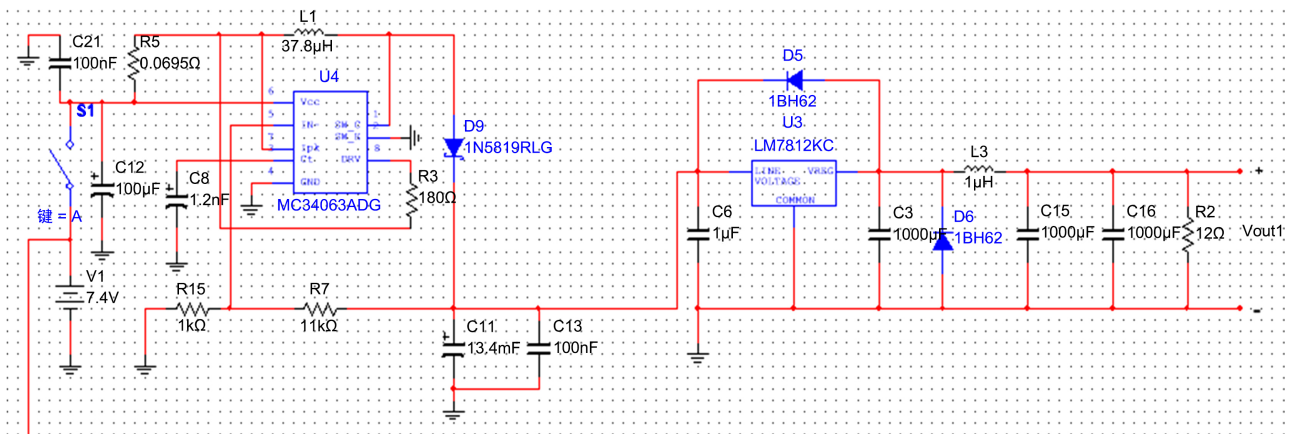 L1
37.8μH
C21
100nF
R5
0.0695Ω
U4
6
Vcc
5
IN-
7
Ipk
3
Ct
4
GND
1
SW_C
2
SW_E
8
DRV
MC34063ADG
S1
键 = A
C12
100μF
C8
1.2nF
R3
180Ω
D9
1N5819RLG
V1
7.4V
R15
1kΩ
R7
11kΩ
C11
13.4mF
C13
100nF
D5
1BH62
U3
LM7812KC
LINE VREG
VOLTAGE
COMMON
C6
1μF
C3
1000μF
D6
1BH62
L3
1μH
C15
1000μF
C16
1000μF
R2
12Ω
+
Vout1
-